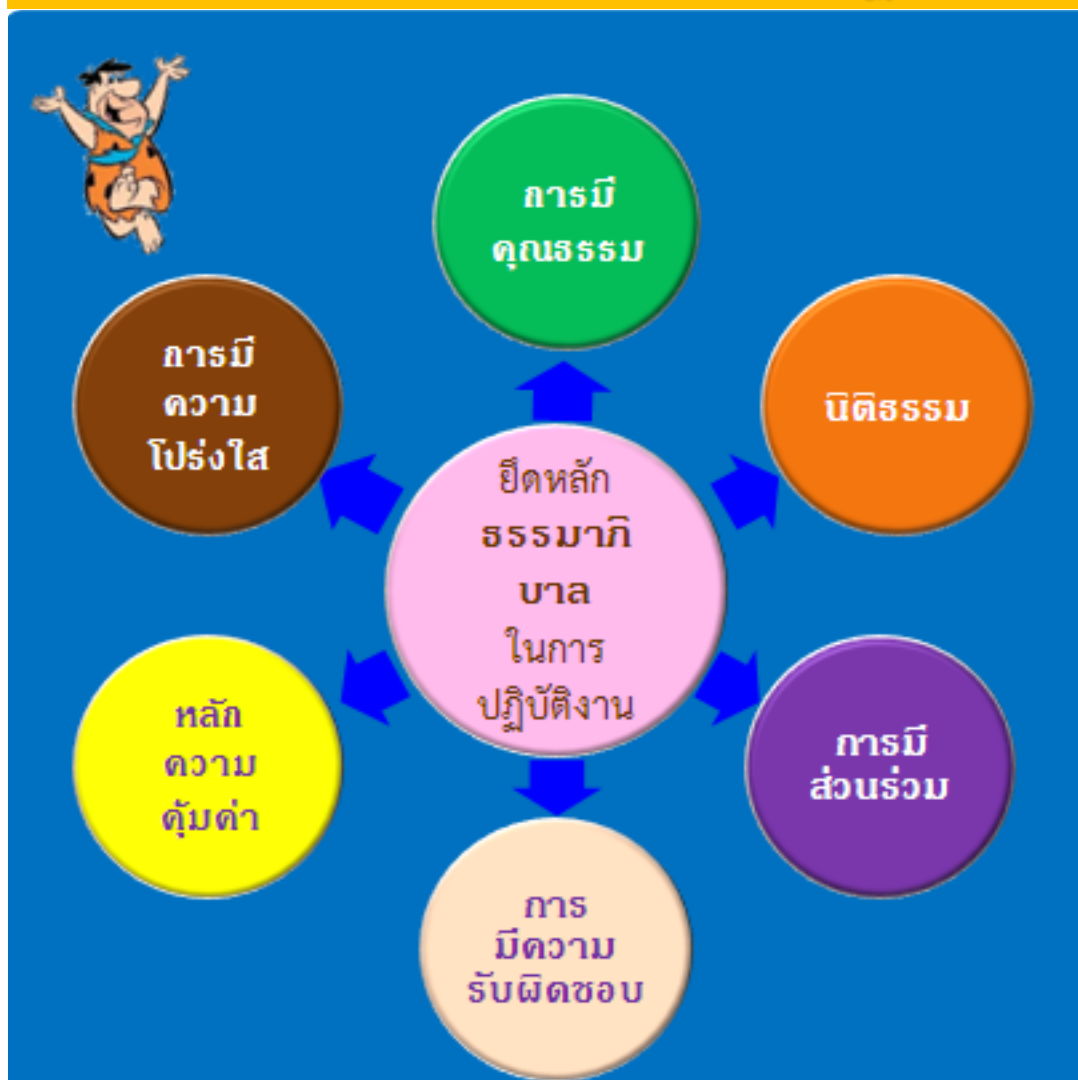 การมี
คุณธรรม
การมี
ความ
โปร่งใส
นิติธรรม
ยึดหลัก
ธรรมาภิ
บาล
ในการ
ปฏิบัติงาน
หลัก
ความ
คุ้มค่า
การมี
ส่วนร่วม
การ
มีความ
รับผิดชอบ